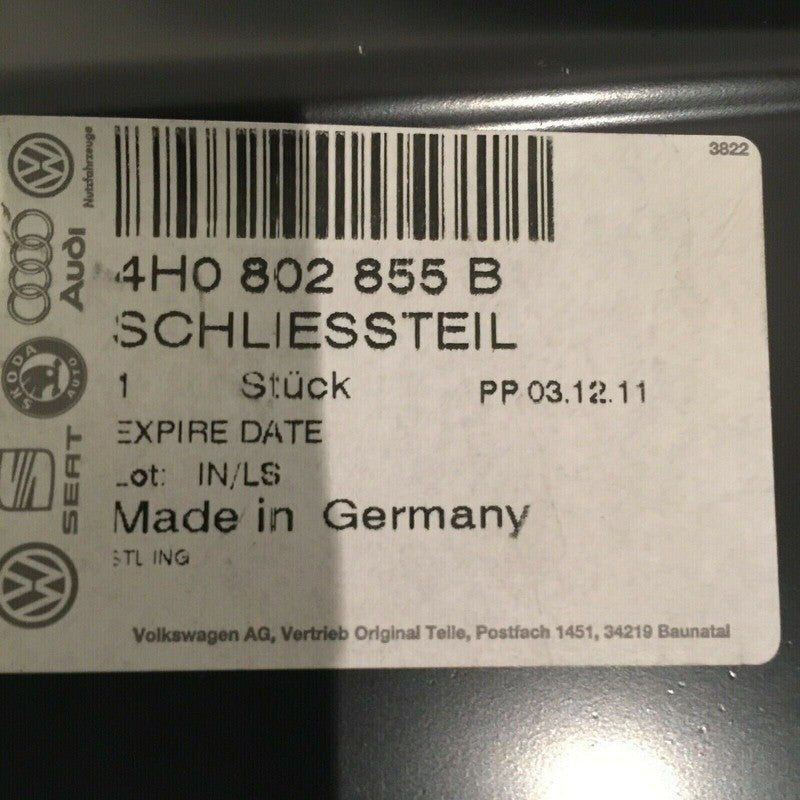 3822
Nutzfahrzeuge
Audi
ŠKODA AUTO
SEAT
4H0 802 855 B
SCHLIESSTEIL
1 Stück PP 03.12.11
EXPIRE DATE
Lot: IN/LS
Made in Germany
STL ING
Volkswagen AG, Vertrieb Original Teile, Postfach 1451, 34219 Baunatal